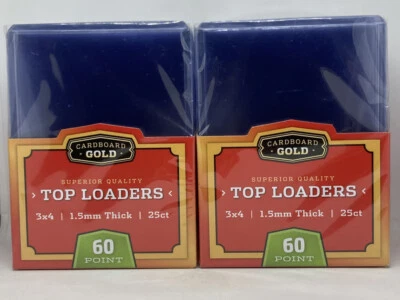 CARDBOARD
GOLD
SUPERIOR QUALITY
TOP LOADERS
3x4 | 1.5mm Thick | 25ct
60
POINT
CARDBOARD
GOLD
SUPERIOR QUALITY
TOP LOADERS
3x4 | 1.5mm Thick | 25ct
60
POINT